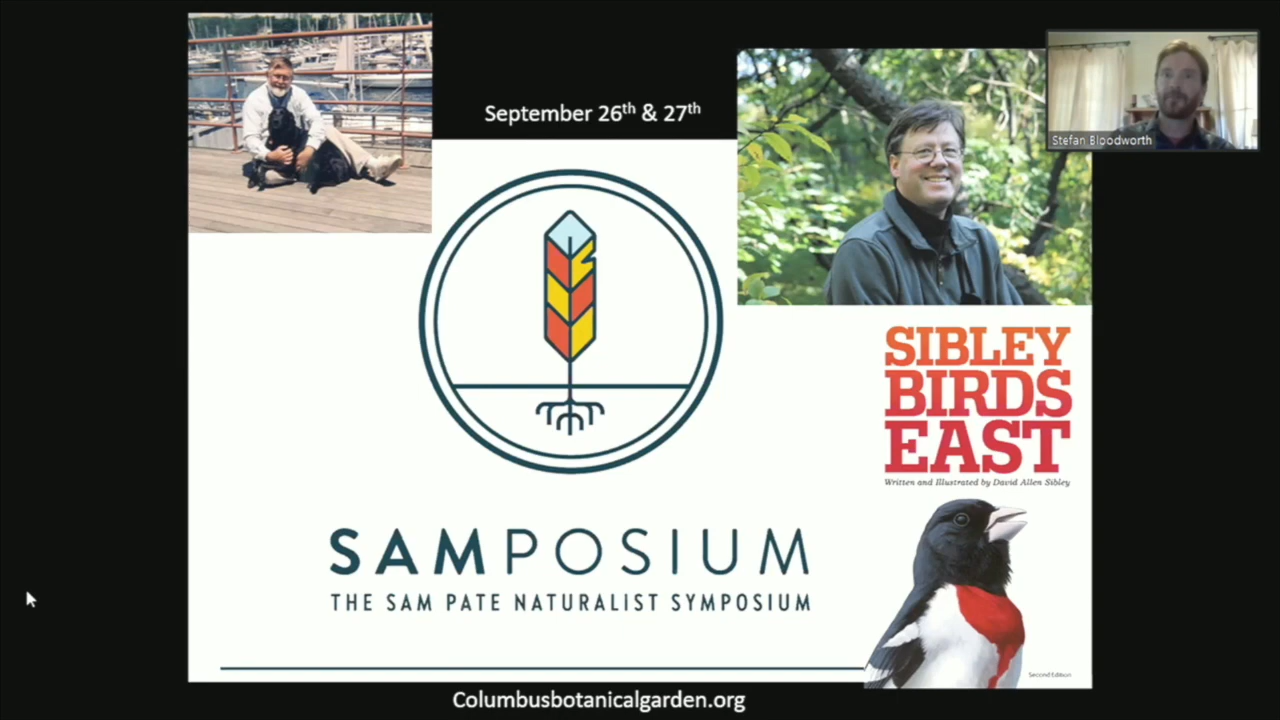 September 26th & 27th
Stefan Bloodworth
SIBLEY
BIRDS
EAST
Written and Illustrated by David Allen Sibley
SAMPOSIUM
THE SAM PATE NATURALIST SYMPOSIUM
Second Edition
Columbusbotanicalgarden.org